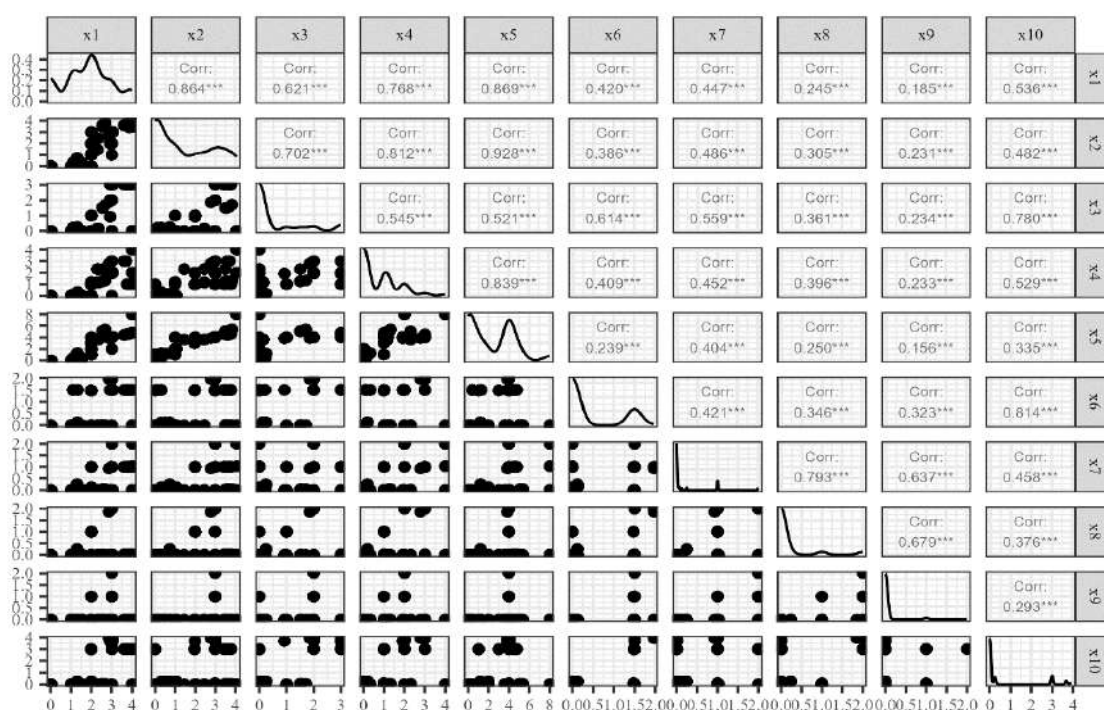 x1 x2 x3 x4 x5 x6 x7 x8 x9 x10
Corr: Corr: Corr: Corr: Corr: Corr: Corr: Corr: Corr:
0.864*** 0.621*** 0.768*** 0.869*** 0.420*** 0.447*** 0.245*** 0.185*** 0.536***
x1
Corr: Corr: Corr: Corr: Corr: Corr: Corr: Corr:
0.702*** 0.812*** 0.928*** 0.386*** 0.486*** 0.305*** 0.231*** 0.482***
x2
Corr: Corr: Corr: Corr: Corr: Corr: Corr:
0.545*** 0.521*** 0.614*** 0.559*** 0.361*** 0.234*** 0.780***
x3
Corr: Corr: Corr: Corr: Corr: Corr:
0.839*** 0.409*** 0.452*** 0.396*** 0.233*** 0.529***
x4
Corr: Corr: Corr: Corr: Corr:
0.239*** 0.404*** 0.250*** 0.156*** 0.335***
x5
Corr: Corr: Corr: Corr:
0.421*** 0.346*** 0.323*** 0.814***
x6
Corr: Corr: Corr:
0.793*** 0.637*** 0.458***
x7
Corr: Corr:
0.679*** 0.376***
x8
Corr:
0.293***
x9
x10
0 1 2 3 4 0 1 2 3 4 0 1 2 3 0 1 2 3 4 0 2 4 6 8 0.00.51.01.52.0 0.00.51.01.52.0 0.00.51.01.52.0 0.00.51.01.52.0 0 1 2 3 4